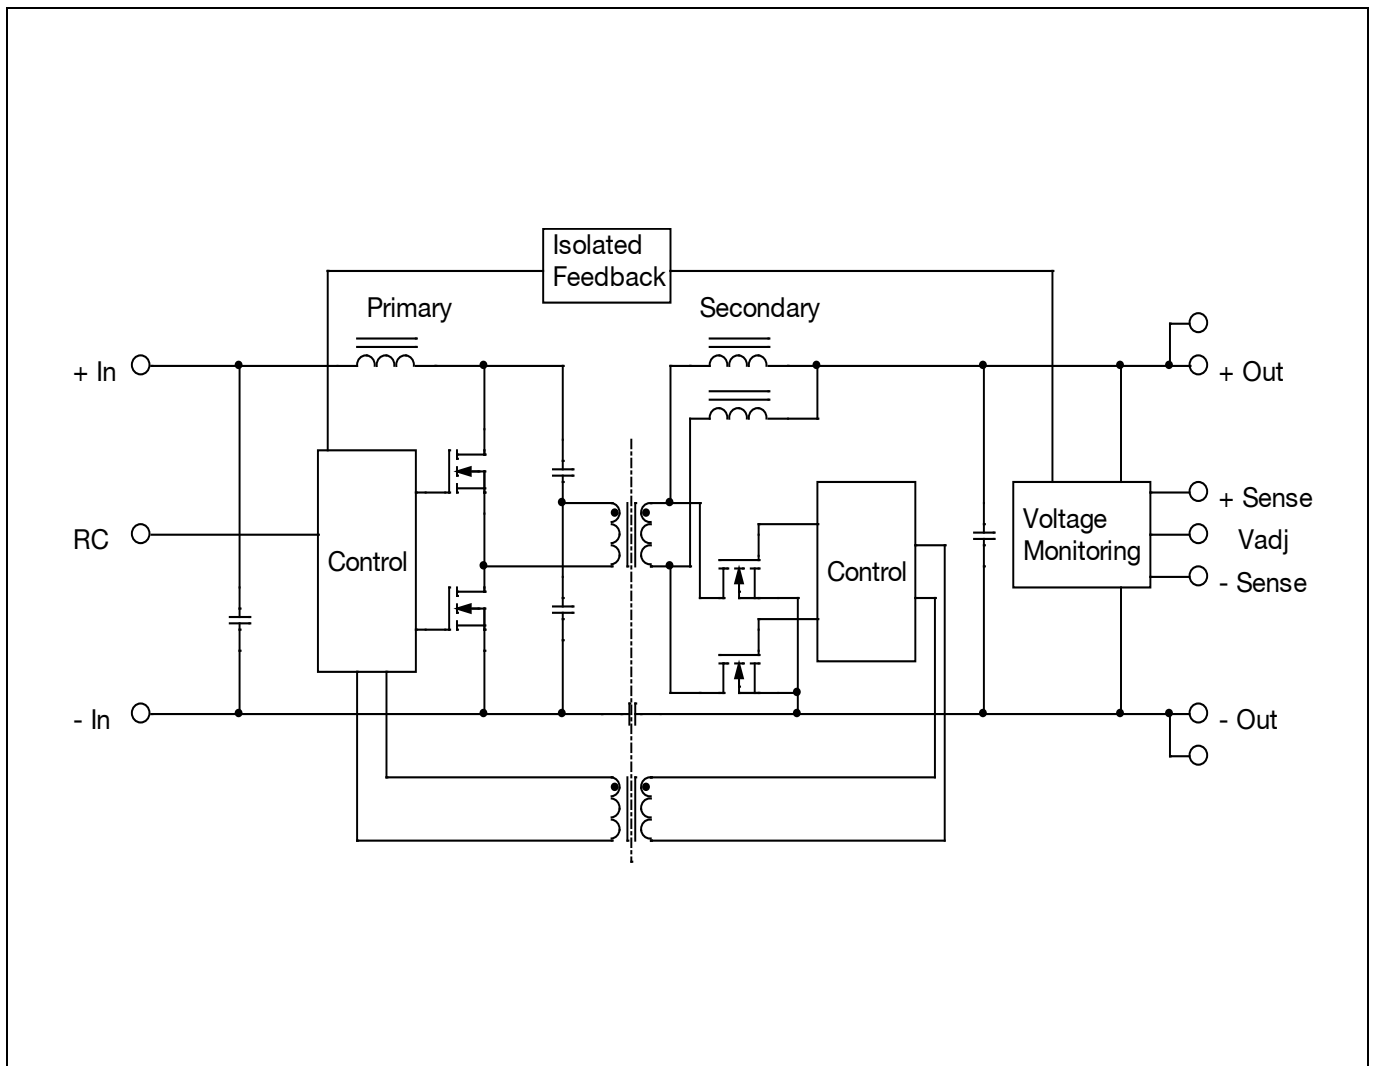 Isolated
Feedback
Primary
Secondary
+ In
+ Out
RC
Control
Control
Voltage
Monitoring
+ Sense
Vadj
- Sense
- In
- Out